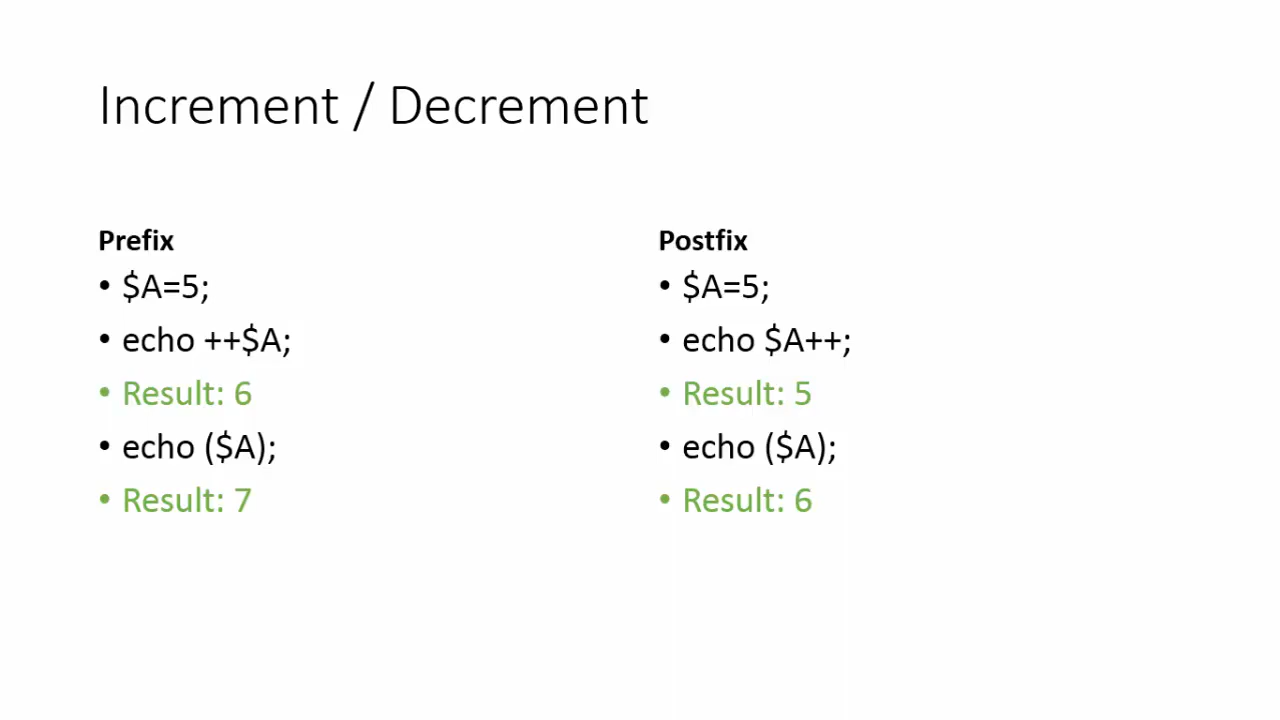 Increment / Decrement
Prefix
• $A=5;
• echo ++$A;
• Result: 6
• echo ($A);
• Result: 7
Postfix
• $A=5;
• echo $A++;
• Result: 5
• echo ($A);
• Result: 6